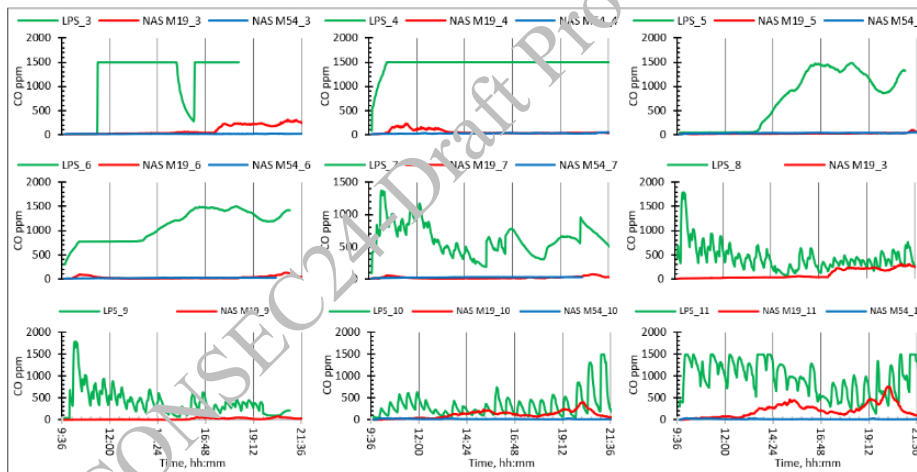 LPS_3 NAS M19_3 NAS M54_3
LPS_4 NAS M19_4 NAS M54_4
LPS_5 NAS M19_5 NAS M54_
CO ppm
2000
1500
1000
500
0
CO ppm
2000
1500
1000
500
0
CO ppm
2000
1500
1000
500
0
LPS_6 NAS M19_6 NAS M54_6
LPS_7 NAS M19_7 NAS M54_7
LPS_8 NAS M19_3
CO ppm
2000
1500
1000
500
0
CO ppm
1500
1000
500
0
CO ppm
2000
1500
1000
500
0
LPS_9 NAS M19_9
LPS_10 NAS M19_10 NAS M54_10
LPS_11 NAS M19_11 NAS M54_1
CO ppm
2000
1500
1000
500
0
CO ppm
2000
1500
1000
500
0
CO ppm
2000
1500
1000
500
0
9:36 12:00 14:24 16:48 19:12 21:36
9:36 12:00 14:24 16:48 19:12 21:36
9:36 12:00 14:24 16:48 19:12 21:36
Time, hh:mm
Time, hh:mm
Time, hh:mm
CONSEC24-Draft Pro